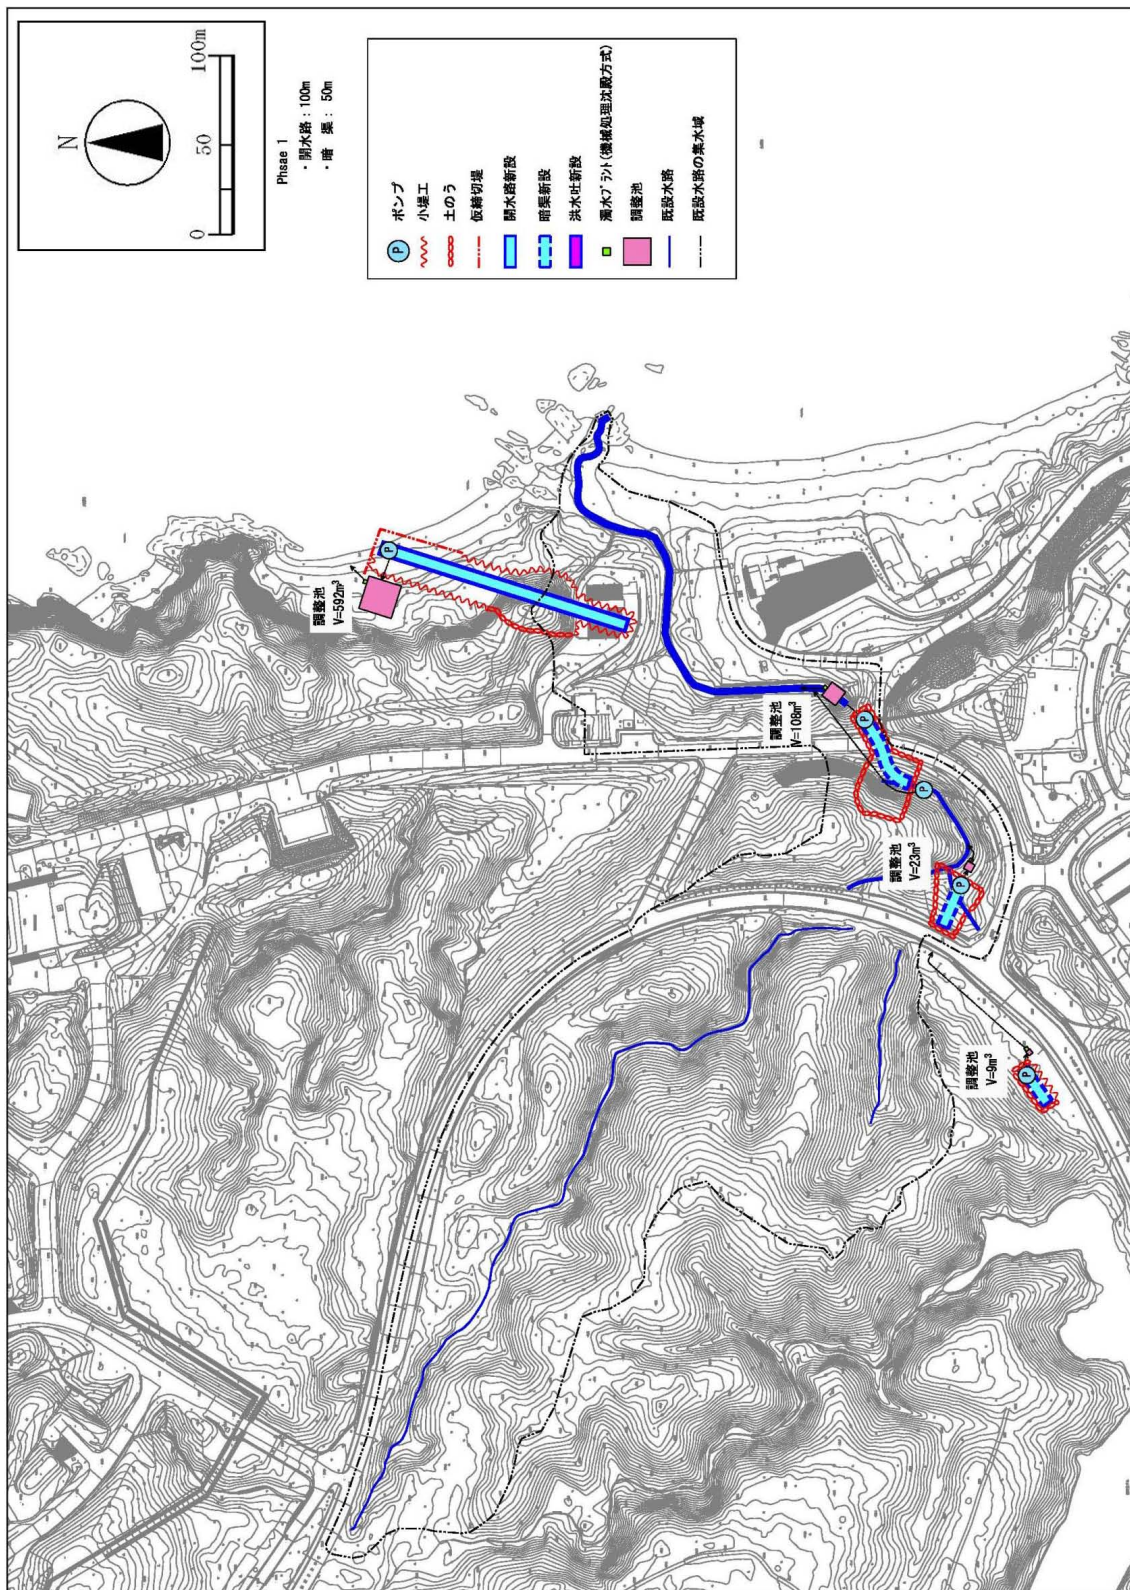 N
0
50
100m
Phsae 1
・開水路：100m
・暗　渠： 50m
P
ポンプ
小堤工
土のう
仮締切堤
開水路新設
暗渠新設
洪水吐新設
濁水ﾌﾟﾗﾝﾄ(機械処理沈殿方式)
調整池
既設水路
既設水路の集水域
調整池
V=592m³
P
調整池
V=108m³
P
P
調整池
V=23m³
P
調整池
V=9m³
P